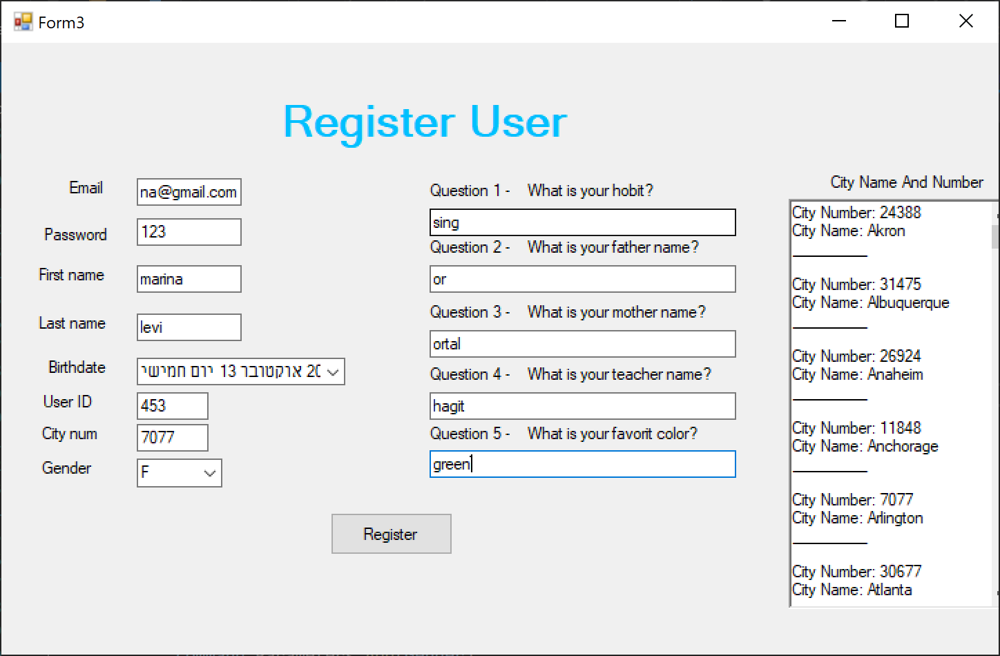 Form3
Register User
Email
na@gmail.com
Password
123
First name
marina
Last name
levi
Birthdate
יום חמישי 13 אוקטובר 20
User ID
453
City num
7077
Gender
F
Question 1 - What is your hobit?
sing
Question 2 - What is your father name?
or
Question 3 - What is your mother name?
ortal
Question 4 - What is your teacher name?
hagit
Question 5 - What is your favorit color?
green
Register
City Name And Number
City Number: 24388
City Name: Akron
City Number: 31475
City Name: Albuquerque
City Number: 26924
City Name: Anaheim
City Number: 11848
City Name: Anchorage
City Number: 7077
City Name: Arlington
City Number: 30677
City Name: Atlanta